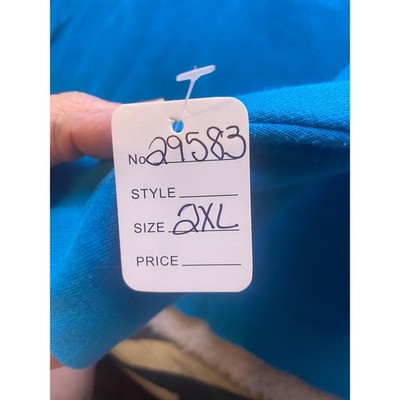 No 29583
STYLE
SIZE 2XL
PRICE